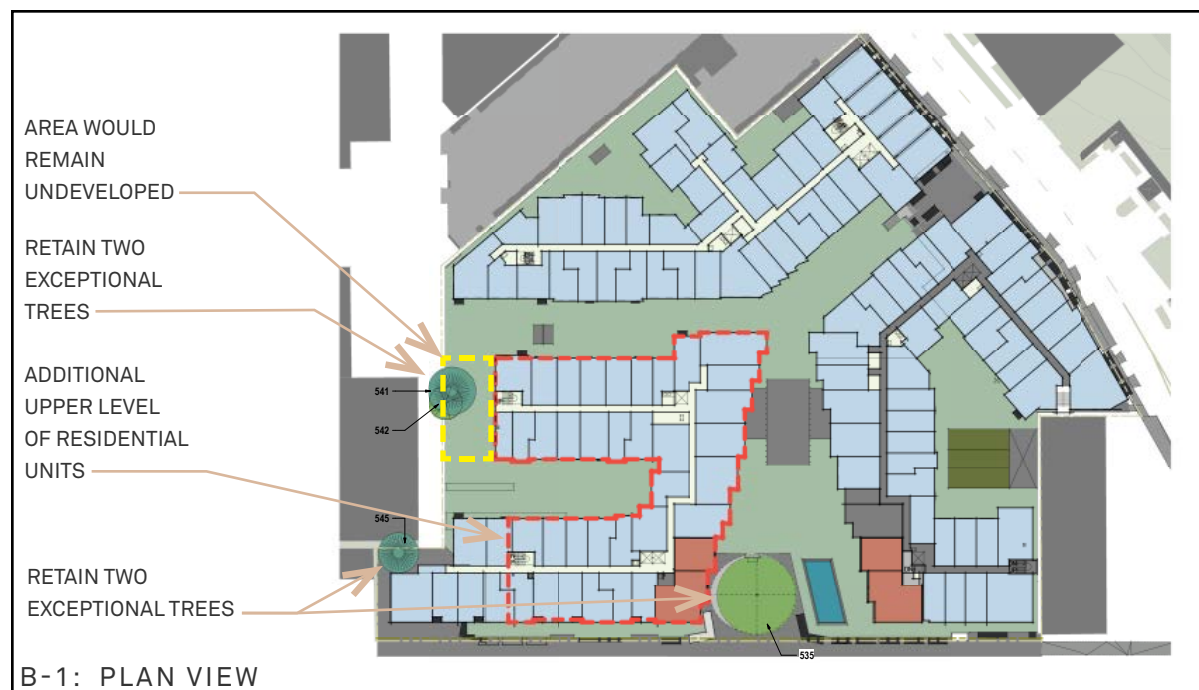 AREA WOULD
REMAIN
UNDEVELOPED
RETAIN TWO
EXCEPTIONAL
TREES
541
542
ADDITIONAL
UPPER LEVEL
OF RESIDENTIAL
UNITS
545
RETAIN TWO
EXCEPTIONAL TREES
535
B-1: PLAN VIEW